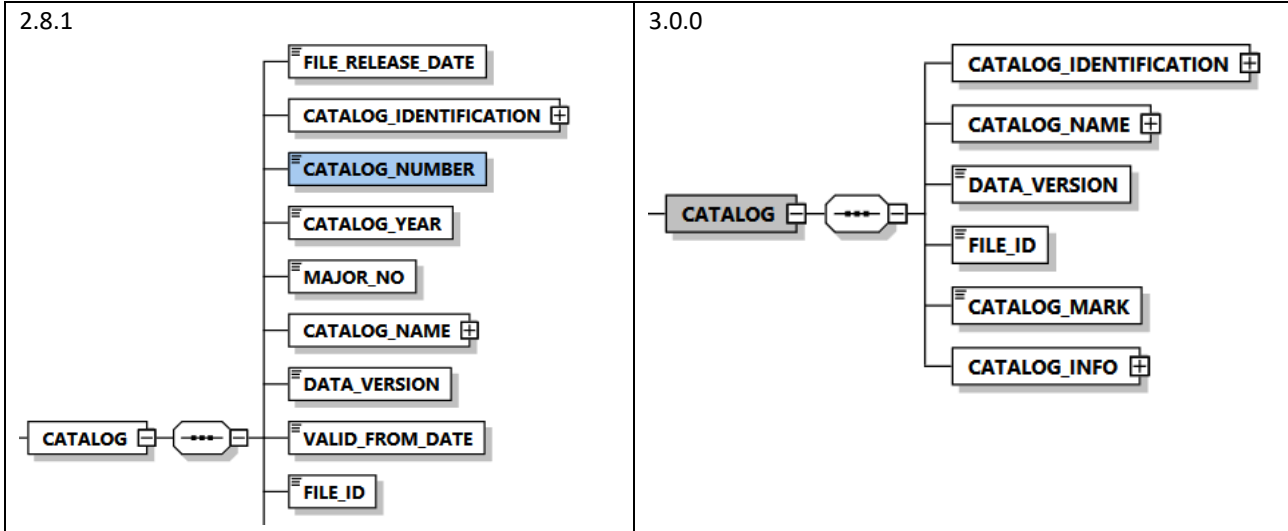 2.8.1
FILE_RELEASE_DATE
CATALOG_IDENTIFICATION
CATALOG_NUMBER
CATALOG_YEAR
MAJOR_NO
CATALOG_NAME
DATA_VERSION
CATALOG
VALID_FROM_DATE
FILE_ID
3.0.0
CATALOG_IDENTIFICATION
CATALOG_NAME
DATA_VERSION
CATALOG
FILE_ID
CATALOG_MARK
CATALOG_INFO